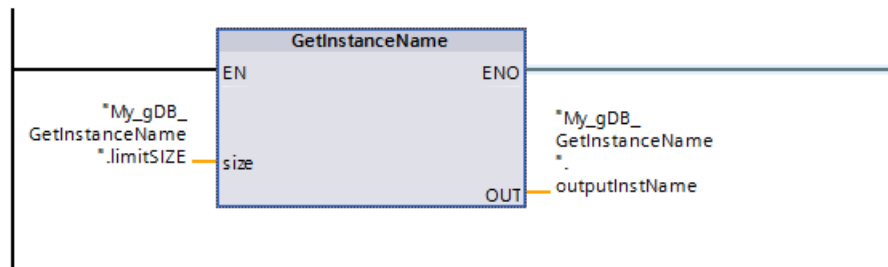 GetInstanceName
EN
ENO
"My_gDB_
GetInstanceName
".limitSIZE
size
"My_gDB_
GetInstanceName
".
outputInstName
OUT